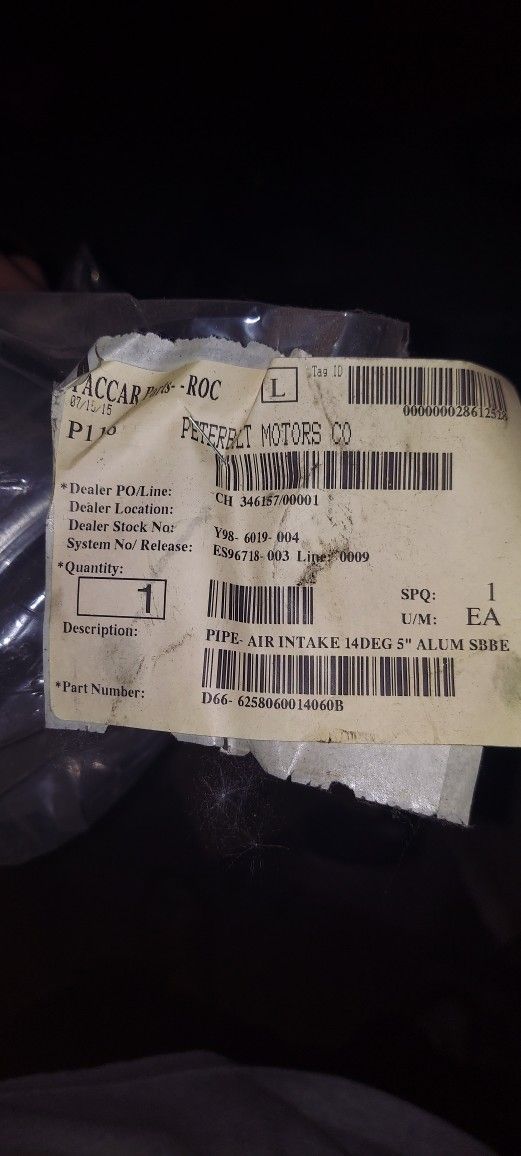 PACCAR Parts- -ROC
07/15/15
L
Tag ID
PETERBLT MOTORS CO
*Dealer PO/Line:
CH 346157/00001
Dealer Location:
Dealer Stock No:
Y98- 6019- 004
System No/ Release:
ES96718- 003 Line: 0009
*Quantity:
1
SPQ: 1
U/M: EA
Description:
PIPE- AIR INTAKE 14DEG 5" ALUM SBBE
*Part Number:
D66- 6258060014060B